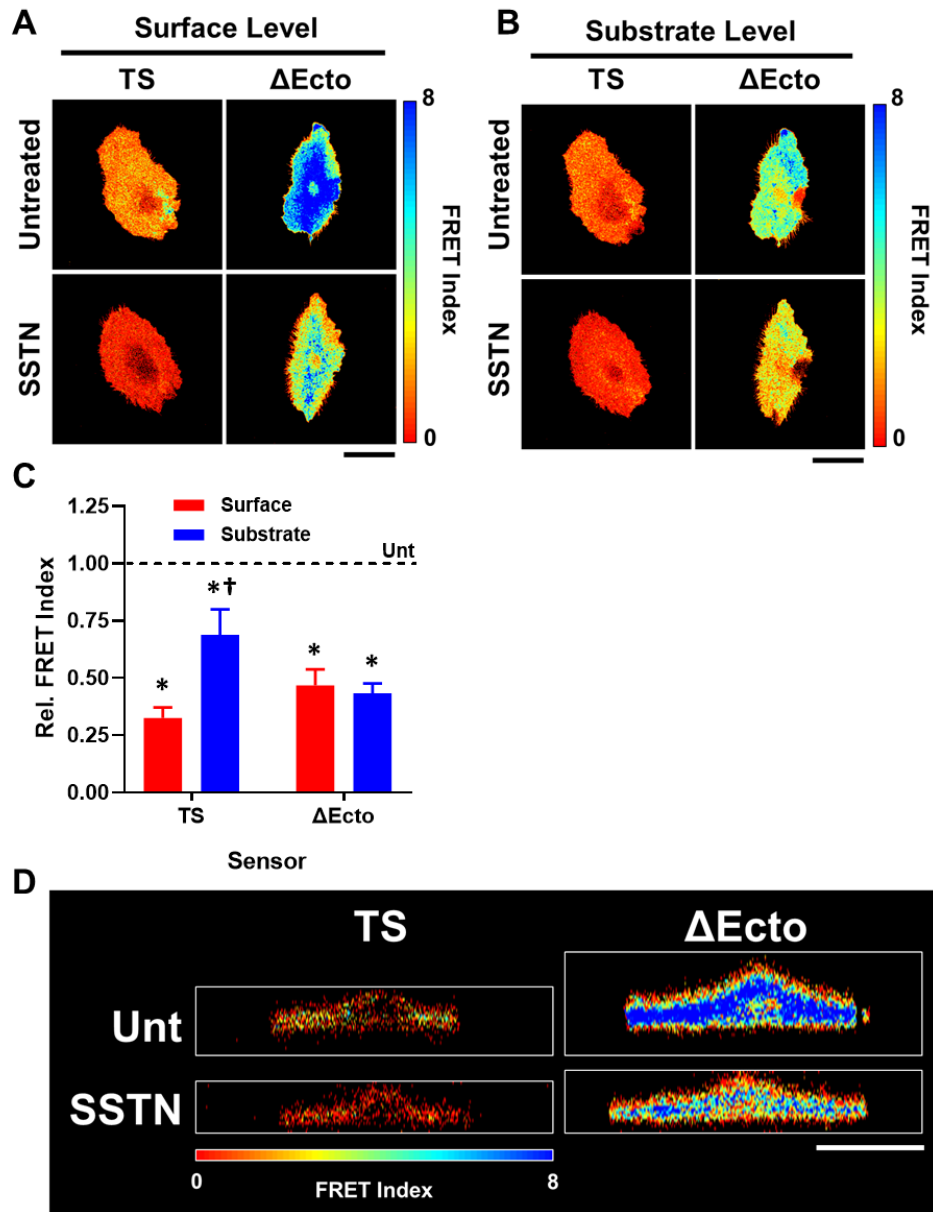 A
Surface Level
TS ΔEcto
Untreated
SSTN
8
FRET Index
0
B
Substrate Level
TS ΔEcto
Untreated
SSTN
8
FRET Index
0
C
Surface
Substrate
Unt
Rel. FRET Index
1.25
1.00
0.75
0.50
0.25
0.00
*
*†
*
*
TS ΔEcto
Sensor
D
TS ΔEcto
Unt
SSTN
0 8
FRET Index